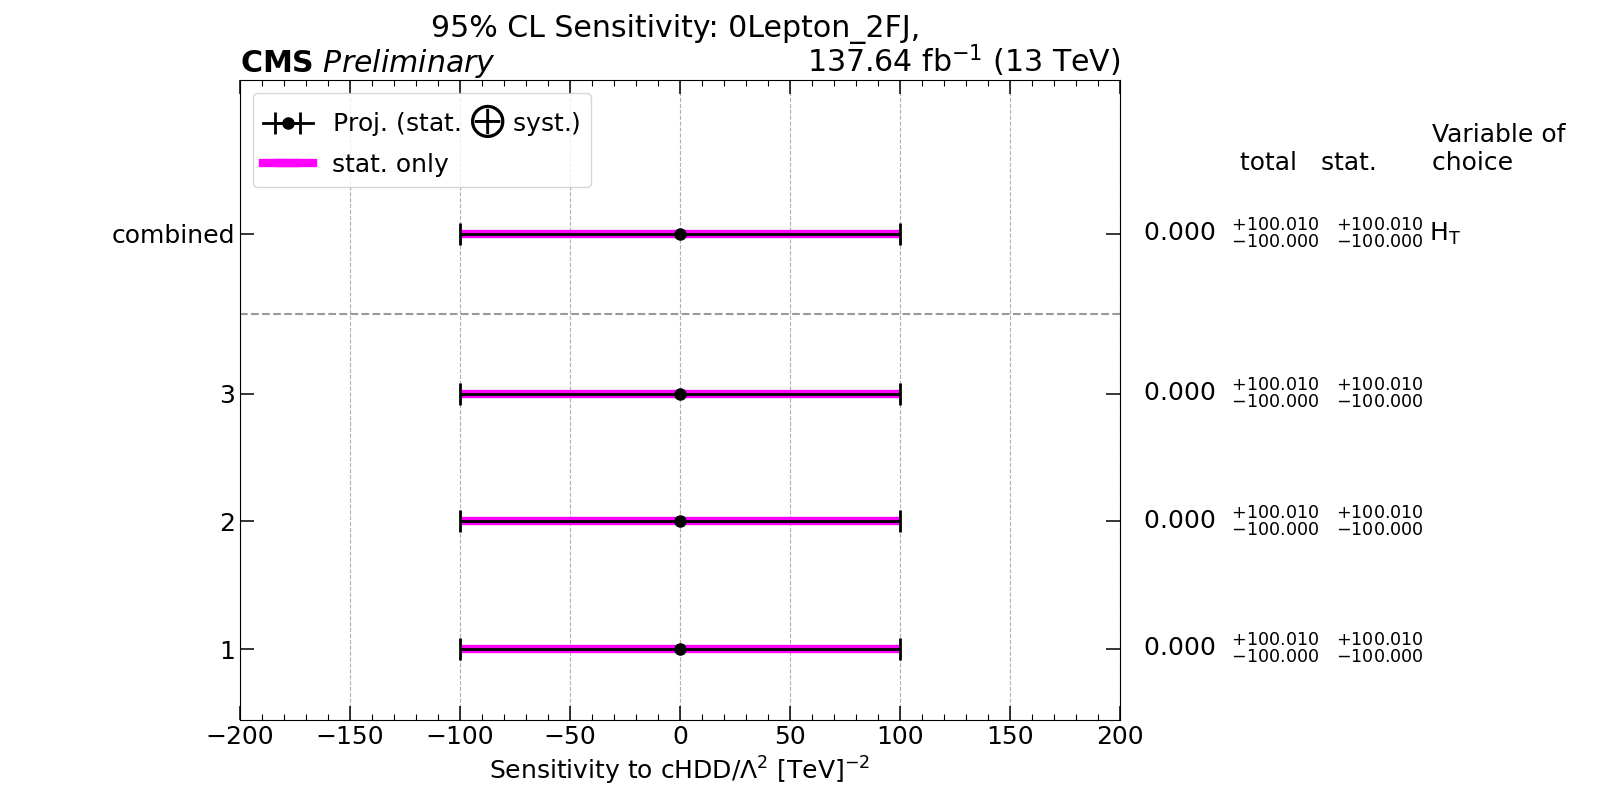 95% CL Sensitivity: 0Lepton_2FJ,
CMS Preliminary 137.64 fb⁻¹ (13 TeV)
Proj. (stat. ⊕ syst.)
stat. only
Variable of
total stat. choice
combined 0.000 +100.010 −100.000 +100.010 −100.000 H_T
3 0.000 +100.010 −100.000 +100.010 −100.000
2 0.000 +100.010 −100.000 +100.010 −100.000
1 0.000 +100.010 −100.000 +100.010 −100.000
−200 −150 −100 −50 0 50 100 150 200
Sensitivity to cHDD/Λ² [TeV]⁻²